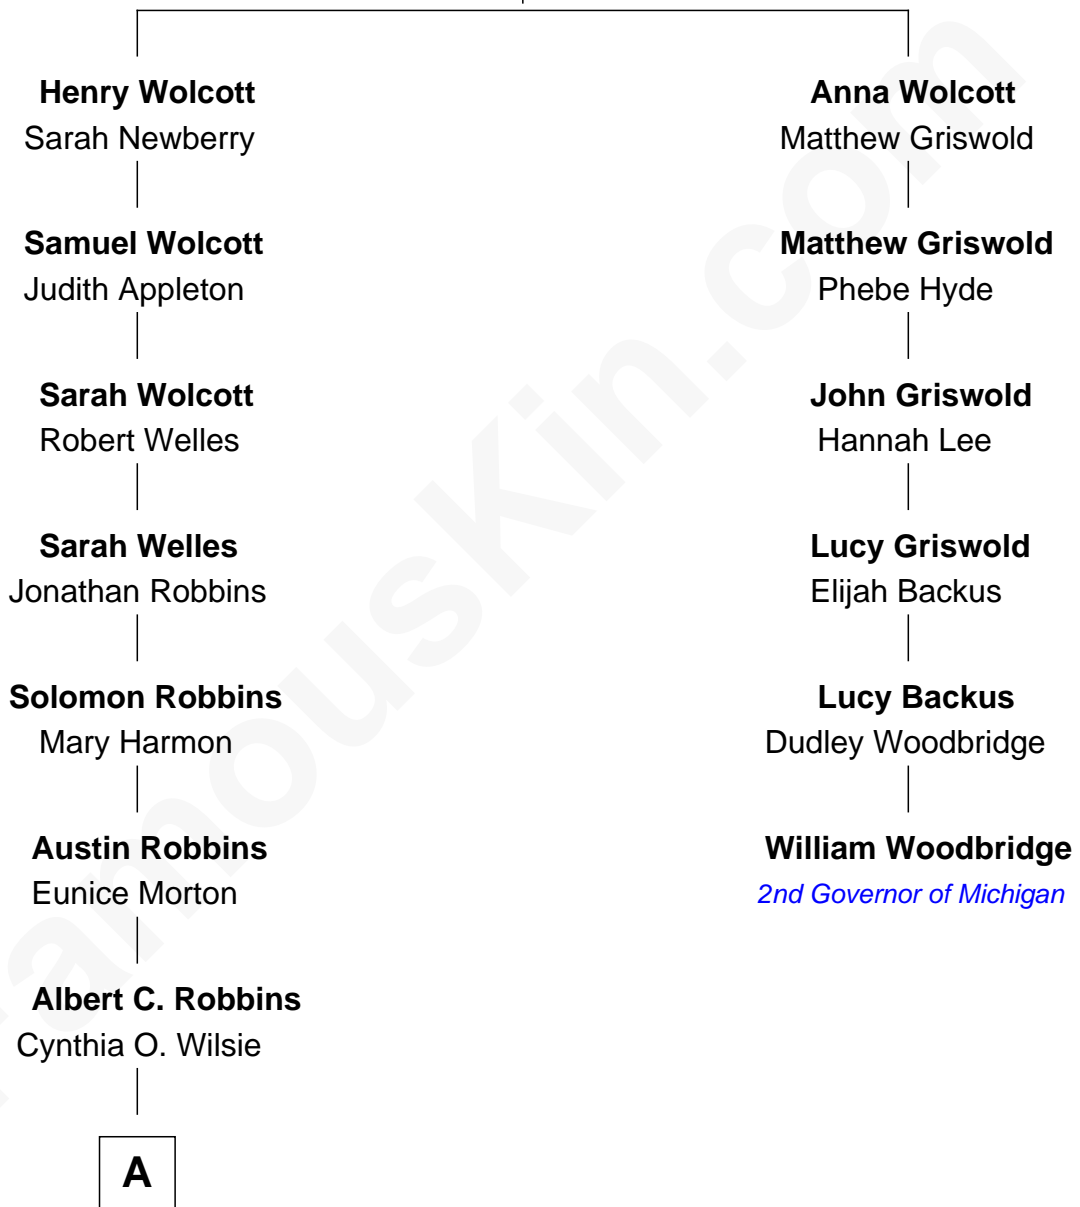 Henry Wolcott
Sarah Newberry
Samuel Wolcott
Judith Appleton
Sarah Wolcott
Robert Welles
Sarah Welles
Jonathan Robbins
Solomon Robbins
Mary Harmon
Austin Robbins
Eunice Morton
Albert C. Robbins
Cynthia O. Wilsie
A
Anna Wolcott
Matthew Griswold
Matthew Griswold
Phebe Hyde
John Griswold
Hannah Lee
Lucy Griswold
Elijah Backus
Lucy Backus
Dudley Woodbridge
William Woodbridge
2nd Governor of Michigan
FamousKin.com